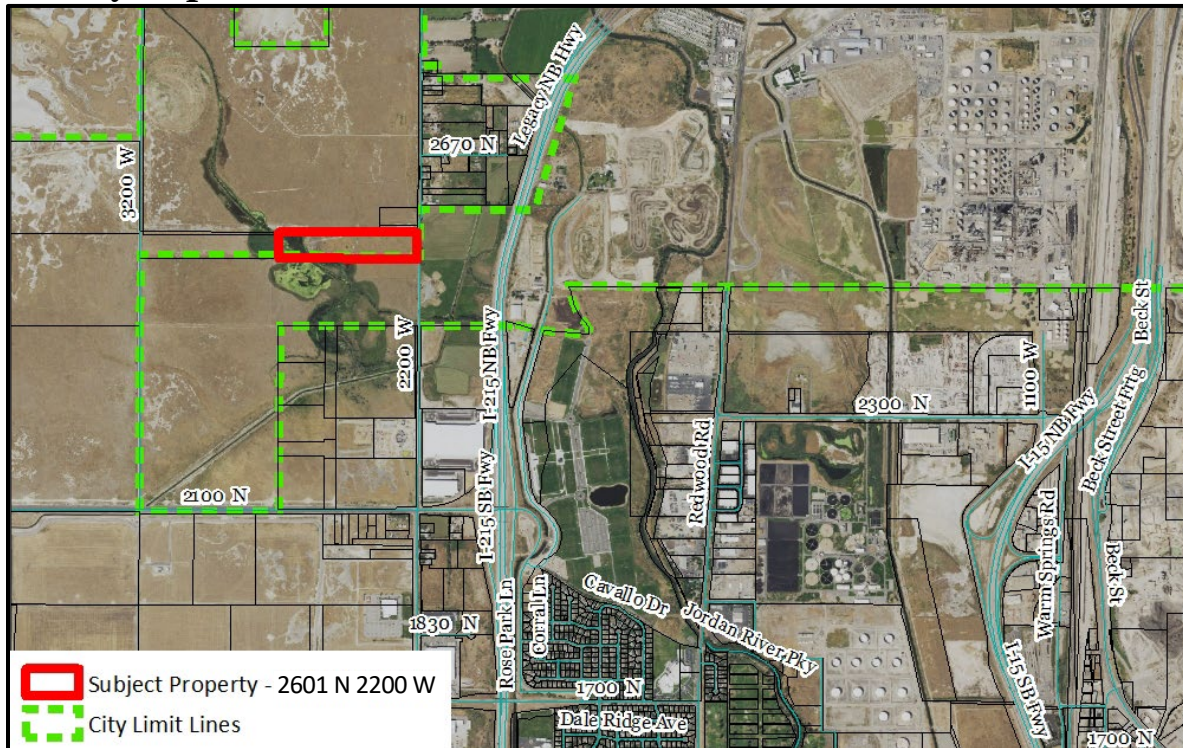 Legacy NB Hwy
2670 N
3200 W
2200 W
I-215 NB Fwy
I-215 SB Fwy
2100 N
1830 N
Rose Park Ln
Corral Ln
Cavallo Dr
Jordan River Pky
1700 N
Dale Ridge Ave
Redwood Rd
2300 N
1100 W
I-15 NB Fwy
Beck St
Beck Street Frtg
Warm Springs Rd
Beck St
I-15 SB Fwy
1700 N
Subject Property - 2601 N 2200 W
City Limit Lines